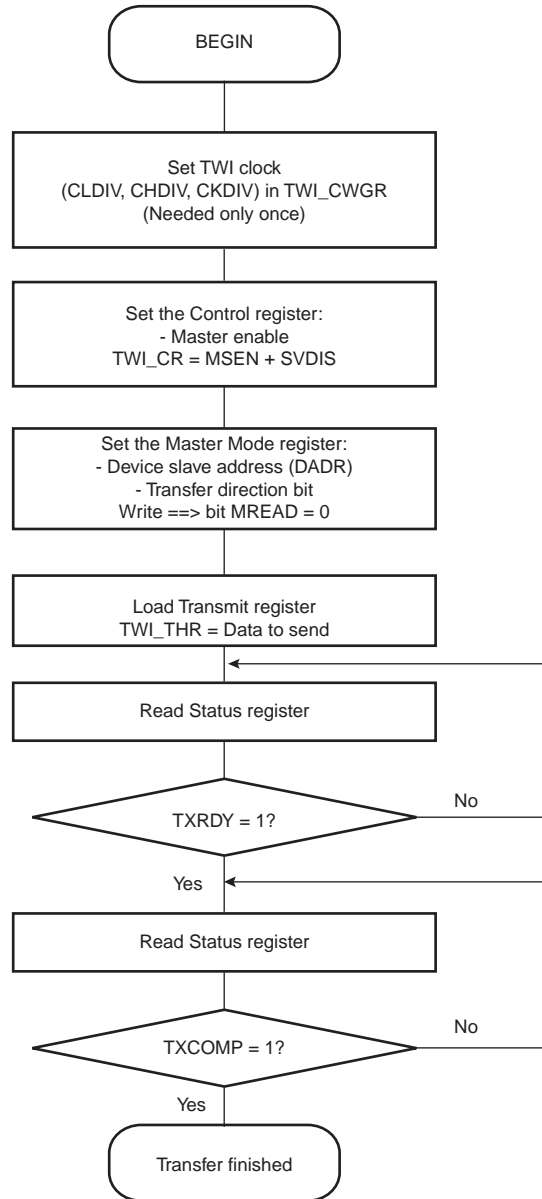 BEGIN
Set TWI clock
(CLDIV, CHDIV, CKDIV) in TWI_CWGR
(Needed only once)
Set the Control register:
- Master enable
TWI_CR = MSEN + SVDIS
Set the Master Mode register:
- Device slave address (DADR)
- Transfer direction bit
Write ==> bit MREAD = 0
Load Transmit register
TWI_THR = Data to send
Read Status register
TXRDY = 1?
No
Yes
Read Status register
TXCOMP = 1?
No
Yes
Transfer finished